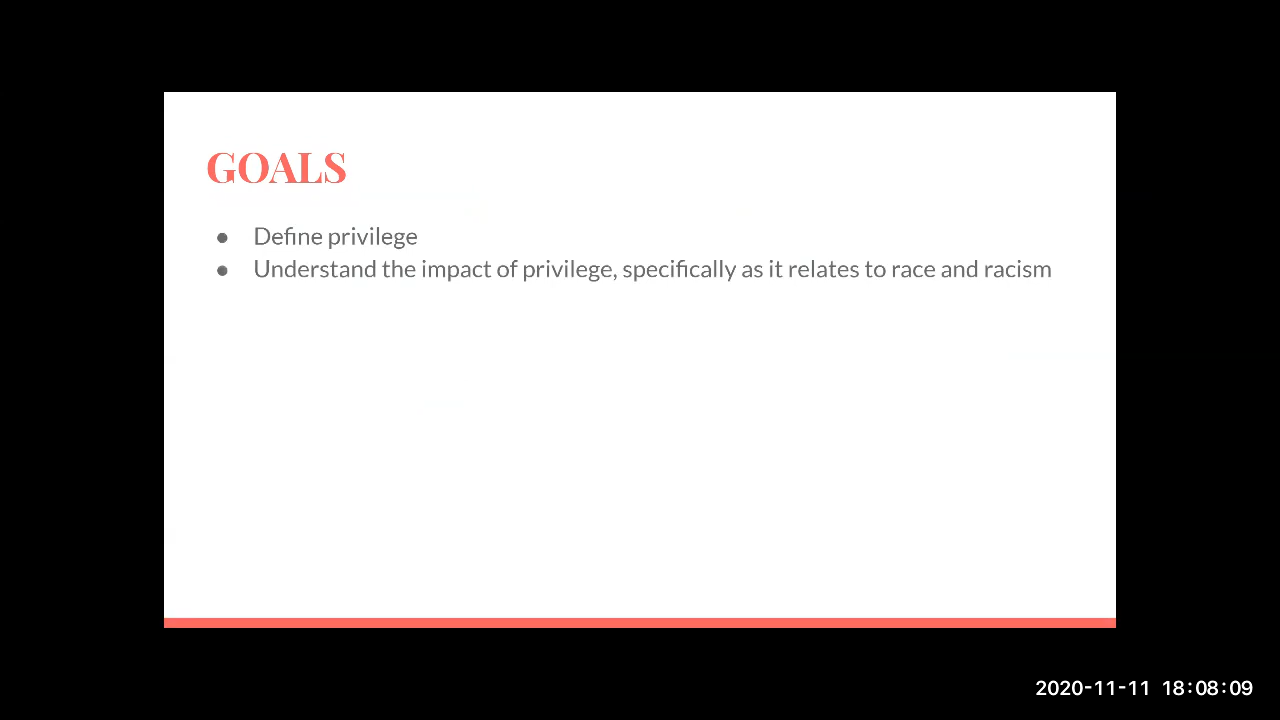 GOALS
● Define privilege
● Understand the impact of privilege, specifically as it relates to race and racism
2020-11-11 18:08:09